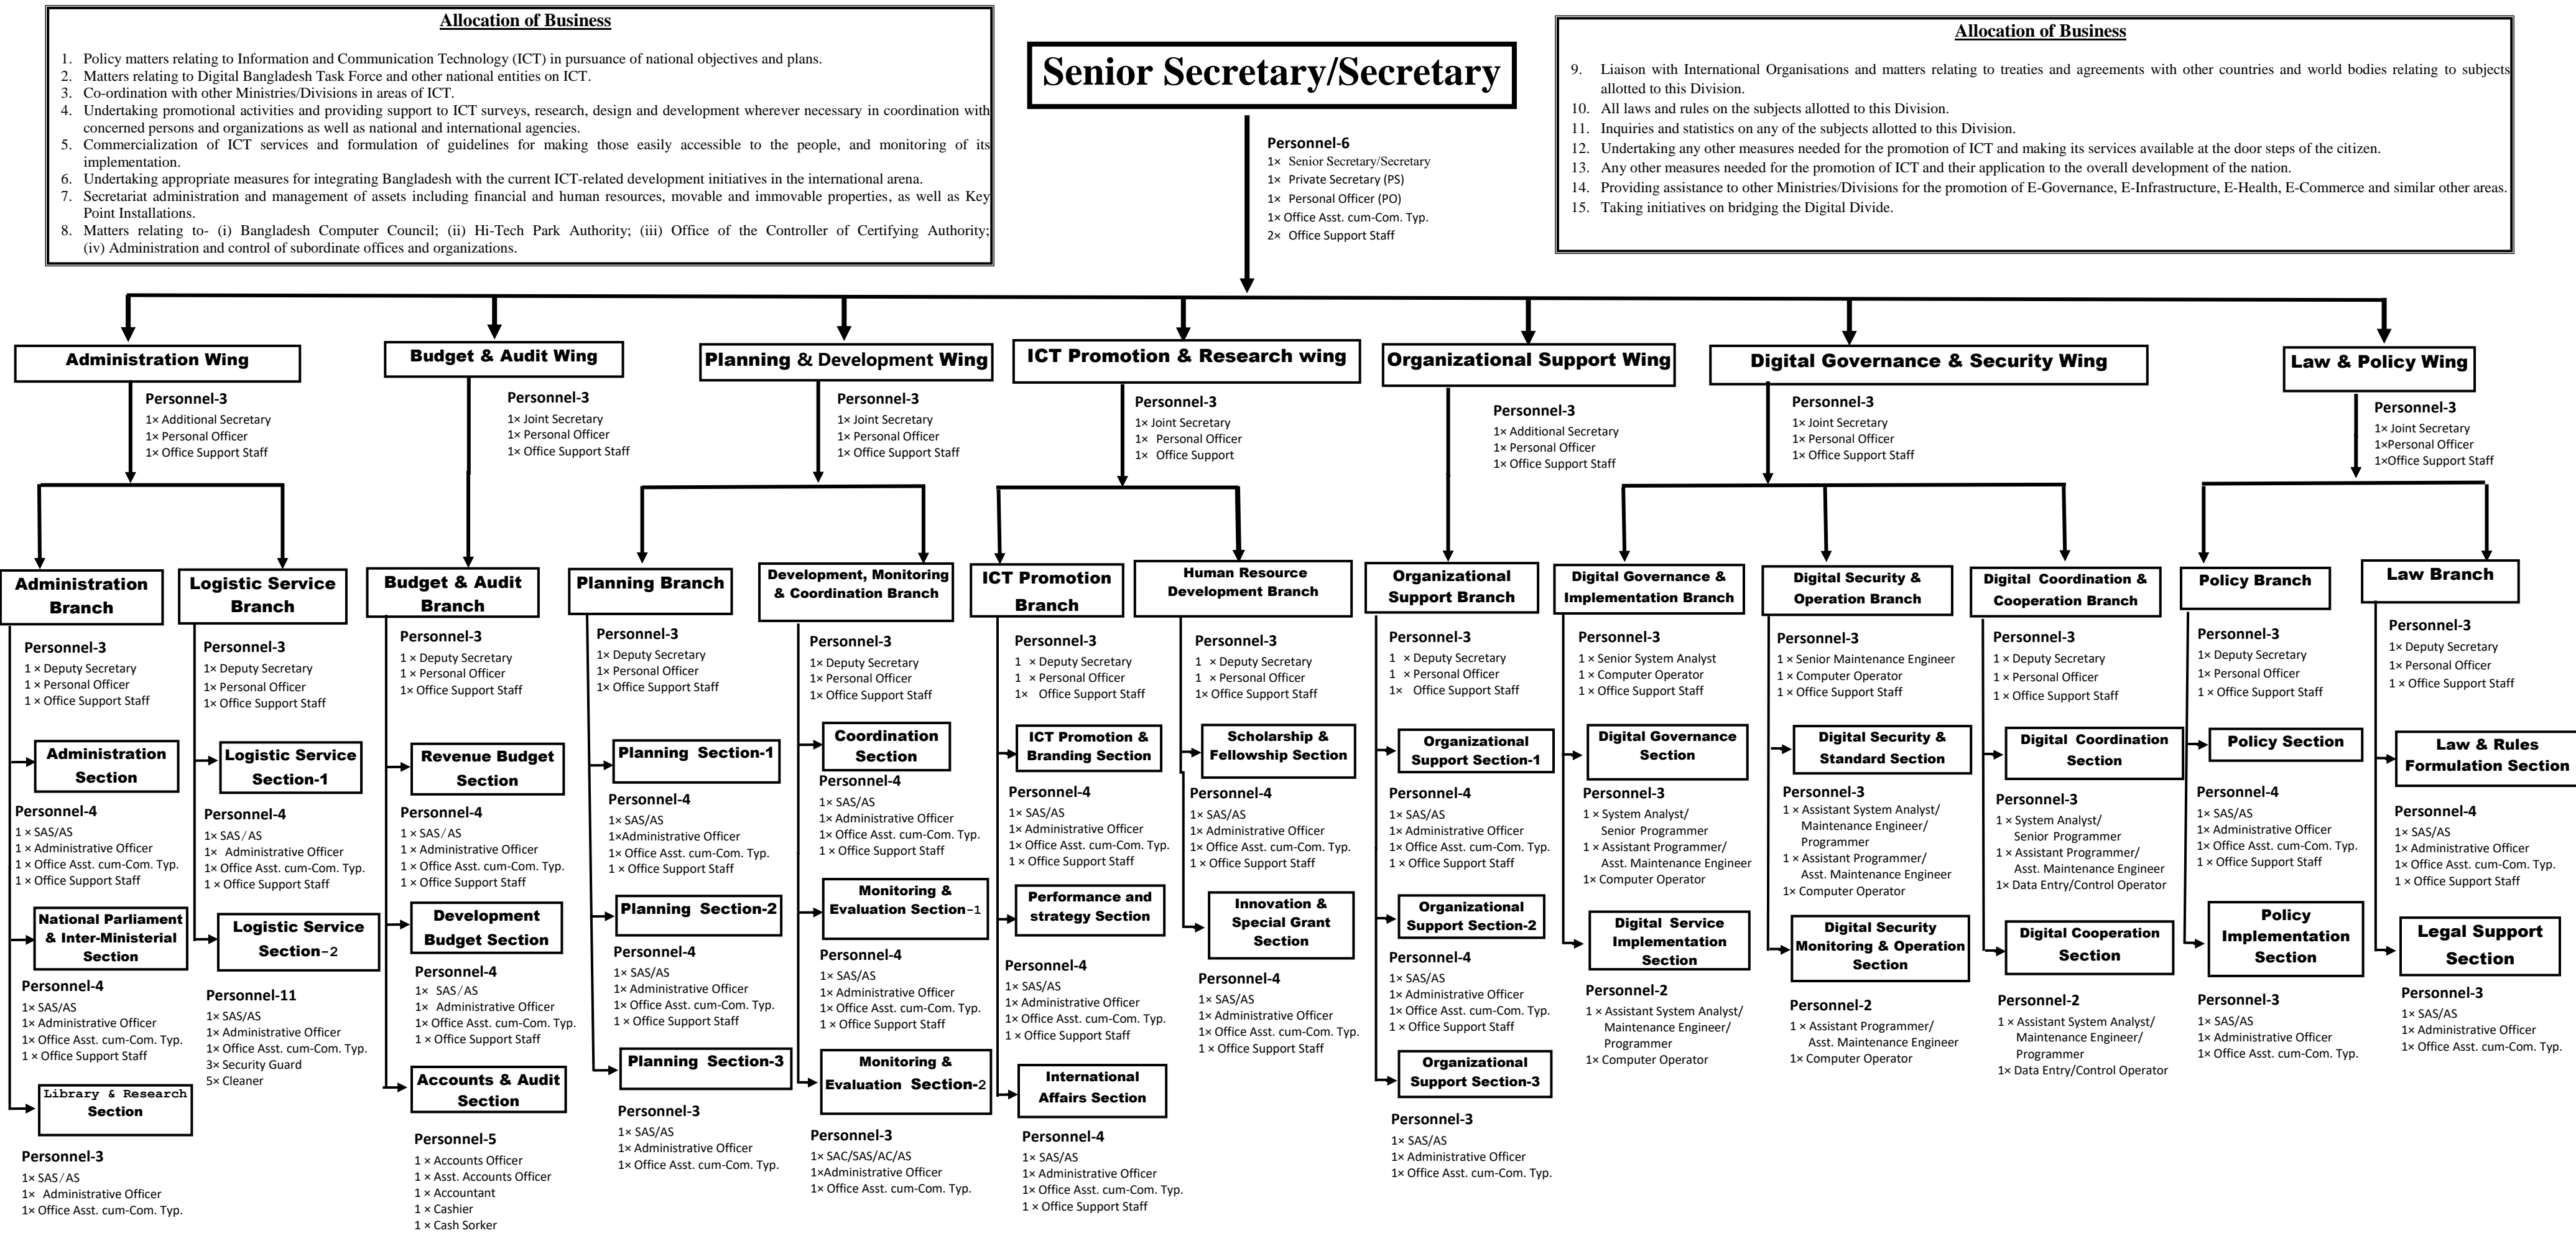 Allocation of Business
1. Policy matters relating to Information and Communication Technology (ICT) in pursuance of national objectives and plans.
2. Matters relating to Digital Bangladesh Task Force and other national entities on ICT.
3. Co-ordination with other Ministries/Divisions in areas of ICT.
4. Undertaking promotional activities and providing support to ICT surveys, research, design and development wherever necessary in coordination with
concerned persons and organizations as well as national and international agencies.
5. Commercialization of ICT services and formulation of guidelines for making those easily accessible to the people, and monitoring of its
implementation.
6. Undertaking appropriate measures for integrating Bangladesh with the current ICT-related development initiatives in the international arena.
7. Secretariat administration and management of assets including financial and human resources, movable and immovable properties, as well as Key
Point Installations.
8. Matters relating to- (i) Bangladesh Computer Council; (ii) Hi-Tech Park Authority; (iii) Office of the Controller of Certifying Authority;
(iv) Administration and control of subordinate offices and organizations.
Senior Secretary/Secretary
Personnel-6
1× Senior Secretary/Secretary
1× Private Secretary (PS)
1× Personal Officer (PO)
1× Office Asst. cum-Com. Typ.
2× Office Support Staff
Allocation of Business
9. Liaison with International Organisations and matters relating to treaties and agreements with other countries and world bodies relating to subjects
allotted to this Division.
10. All laws and rules on the subjects allotted to this Division.
11. Inquiries and statistics on any of the subjects allotted to this Division.
12. Undertaking any other measures needed for the promotion of ICT and making its services available at the door steps of the citizen.
13. Any other measures needed for the promotion of ICT and their application to the overall development of the nation.
14. Providing assistance to other Ministries/Divisions for the promotion of E-Governance, E-Infrastructure, E-Health, E-Commerce and similar other areas.
15. Taking initiatives on bridging the Digital Divide.
Administration Wing
Personnel-3
1× Additional Secretary
1× Personal Officer
1× Office Support Staff
Budget & Audit Wing
Personnel-3
1× Joint Secretary
1× Personal Officer
1× Office Support Staff
Planning & Development Wing
Personnel-3
1× Joint Secretary
1× Personal Officer
1× Office Support Staff
ICT Promotion & Research wing
Personnel-3
1× Joint Secretary
1× Personal Officer
1× Office Support
Organizational Support Wing
Personnel-3
1× Additional Secretary
1× Personal Officer
1× Office Support Staff
Digital Governance & Security Wing
Personnel-3
1× Joint Secretary
1× Personal Officer
1× Office Support Staff
Law & Policy Wing
Personnel-3
1× Joint Secretary
1×Personal Officer
1×Office Support Staff
Administration
Branch
Personnel-3
1 × Deputy Secretary
1 × Personal Officer
1 × Office Support Staff
Administration
Section
Personnel-4
1 × SAS/AS
1 × Administrative Officer
1 × Office Asst. cum-Com. Typ.
1 × Office Support Staff
National Parliament
& Inter-Ministerial
Section
Personnel-4
1× SAS/AS
1× Administrative Officer
1× Office Asst. cum-Com. Typ.
1 × Office Support Staff
Library & Research
Section
Personnel-3
1× SAS/AS
1× Administrative Officer
1× Office Asst. cum-Com. Typ.
Logistic Service
Branch
Personnel-3
1× Deputy Secretary
1× Personal Officer
1× Office Support Staff
Logistic Service
Section-1
Personnel-4
1× SAS/AS
1× Administrative Officer
1× Office Asst. cum-Com. Typ.
1 × Office Support Staff
Logistic Service
Section-2
Personnel-11
1× SAS/AS
1× Administrative Officer
1× Office Asst. cum-Com. Typ.
3× Security Guard
5× Cleaner
Budget & Audit
Branch
Personnel-3
1 × Deputy Secretary
1 × Personal Officer
1× Office Support Staff
Revenue Budget
Section
Personnel-4
1 × SAS/AS
1 × Administrative Officer
1 × Office Asst. cum-Com. Typ.
1 × Office Support Staff
Development
Budget Section
Personnel-4
1× SAS/AS
1× Administrative Officer
1× Office Asst. cum-Com. Typ.
1 × Office Support Staff
Accounts & Audit
Section
Personnel-5
1 × Accounts Officer
1 × Asst. Accounts Officer
1 × Accountant
1 × Cashier
1 × Cash Sorker
Planning Branch
Personnel-3
1× Deputy Secretary
1× Personal Officer
1× Office Support Staff
Planning Section-1
Personnel-4
1× SAS/AS
1×Administrative Officer
1× Office Asst. cum-Com. Typ.
1 × Office Support Staff
Planning Section-2
Personnel-4
1× SAS/AS
1× Administrative Officer
1× Office Asst. cum-Com. Typ.
1 × Office Support Staff
Planning Section-3
Personnel-3
1× SAS/AS
1× Administrative Officer
1× Office Asst. cum-Com. Typ.
Development, Monitoring
& Coordination Branch
Personnel-3
1× Deputy Secretary
1× Personal Officer
1× Office Support Staff
Coordination
Section
Personnel-4
1× SAS/AS
1× Administrative Officer
1× Office Asst. cum-Com. Typ.
1 × Office Support Staff
Monitoring &
Evaluation Section-1
Personnel-4
1× SAS/AS
1× Administrative Officer
1× Office Asst. cum-Com. Typ.
1 × Office Support Staff
Monitoring &
Evaluation Section-2
Personnel-3
1× SAC/SAS/AC/AS
1×Administrative Officer
1× Office Asst. cum-Com. Typ.
ICT Promotion
Branch
Personnel-3
1 × Deputy Secretary
1 × Personal Officer
1× Office Support Staff
ICT Promotion &
Branding Section
Personnel-4
1× SAS/AS
1× Administrative Officer
1× Office Asst. cum-Com. Typ.
1 × Office Support Staff
Performance and
strategy Section
Personnel-4
1× SAS/AS
1× Administrative Officer
1× Office Asst. cum-Com. Typ.
1 × Office Support Staff
International
Affairs Section
Personnel-4
1× SAS/AS
1× Administrative Officer
1× Office Asst. cum-Com. Typ.
1 × Office Support Staff
Human Resource
Development Branch
Personnel-3
1 × Deputy Secretary
1 × Personal Officer
1× Office Support Staff
Scholarship &
Fellowship Section
Personnel-4
1× SAS/AS
1× Administrative Officer
1× Office Asst. cum-Com. Typ.
1 × Office Support Staff
Innovation &
Special Grant
Section
Personnel-4
1× SAS/AS
1× Administrative Officer
1× Office Asst. cum-Com. Typ.
1 × Office Support Staff
Organizational
Support Branch
Personnel-3
1 × Deputy Secretary
1 × Personal Officer
1× Office Support Staff
Organizational
Support Section-1
Personnel-4
1× SAS/AS
1× Administrative Officer
1× Office Asst. cum-Com. Typ.
1 × Office Support Staff
Organizational
Support Section-2
Personnel-4
1× SAS/AS
1× Administrative Officer
1× Office Asst. cum-Com. Typ.
1 × Office Support Staff
Organizational
Support Section-3
Personnel-3
1× SAS/AS
1× Administrative Officer
1× Office Asst. cum-Com. Typ.
Digital Governance &
Implementation Branch
Personnel-3
1 × Senior System Analyst
1 × Computer Operator
1 × Office Support Staff
Digital Governance
Section
Personnel-3
1 × System Analyst/
Senior Programmer
1 × Assistant Programmer/
Asst. Maintenance Engineer
1× Computer Operator
Digital Service
Implementation
Section
Personnel-2
1 × Assistant System Analyst/
Maintenance Engineer/
Programmer
1× Computer Operator
Digital Security &
Operation Branch
Personnel-3
1 × Senior Maintenance Engineer
1 × Computer Operator
1 × Office Support Staff
Digital Security &
Standard Section
Personnel-3
1 × Assistant System Analyst/
Maintenance Engineer/
Programmer
1 × Assistant Programmer/
Asst. Maintenance Engineer
1× Computer Operator
Digital Security
Monitoring & Operation
Section
Personnel-2
1 × Assistant Programmer/
Asst. Maintenance Engineer
1× Computer Operator
Digital Coordination &
Cooperation Branch
Personnel-3
1 × Deputy Secretary
1 × Personal Officer
1 × Office Support Staff
Digital Coordination
Section
Personnel-3
1 × System Analyst/
Senior Programmer
1 × Assistant Programmer/
Asst. Maintenance Engineer
1× Data Entry/Control Operator
Digital Cooperation
Section
Personnel-2
1 × Assistant System Analyst/
Maintenance Engineer/
Programmer
1× Data Entry/Control Operator
Policy Branch
Personnel-3
1× Deputy Secretary
1× Personal Officer
1 × Office Support Staff
Policy Section
Personnel-4
1× SAS/AS
1× Administrative Officer
1× Office Asst. cum-Com. Typ.
1 × Office Support Staff
Policy
Implementation
Section
Personnel-3
1× SAS/AS
1× Administrative Officer
1× Office Asst. cum-Com. Typ.
Law Branch
Personnel-3
1× Deputy Secretary
1× Personal Officer
1 × Office Support Staff
Law & Rules
Formulation Section
Personnel-4
1× SAS/AS
1× Administrative Officer
1× Office Asst. cum-Com. Typ.
1 × Office Support Staff
Legal Support
Section
Personnel-3
1× SAS/AS
1× Administrative Officer
1× Office Asst. cum-Com. Typ.